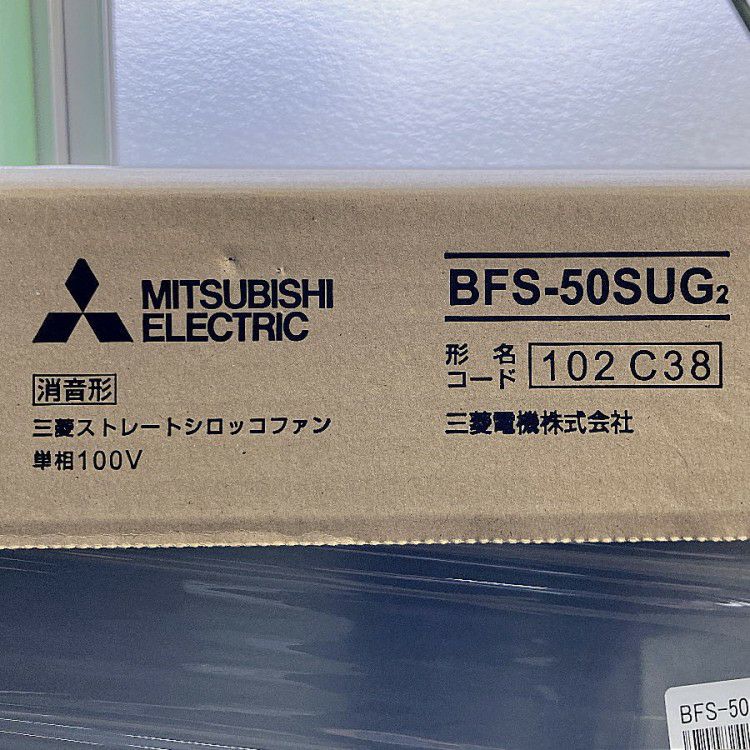 MITSUBISHI
ELECTRIC
消音形
三菱ストレートシロッコファン
単相100V
BFS-50SUG2
形名
コード 102 C38
三菱電機株式会社
BFS-50